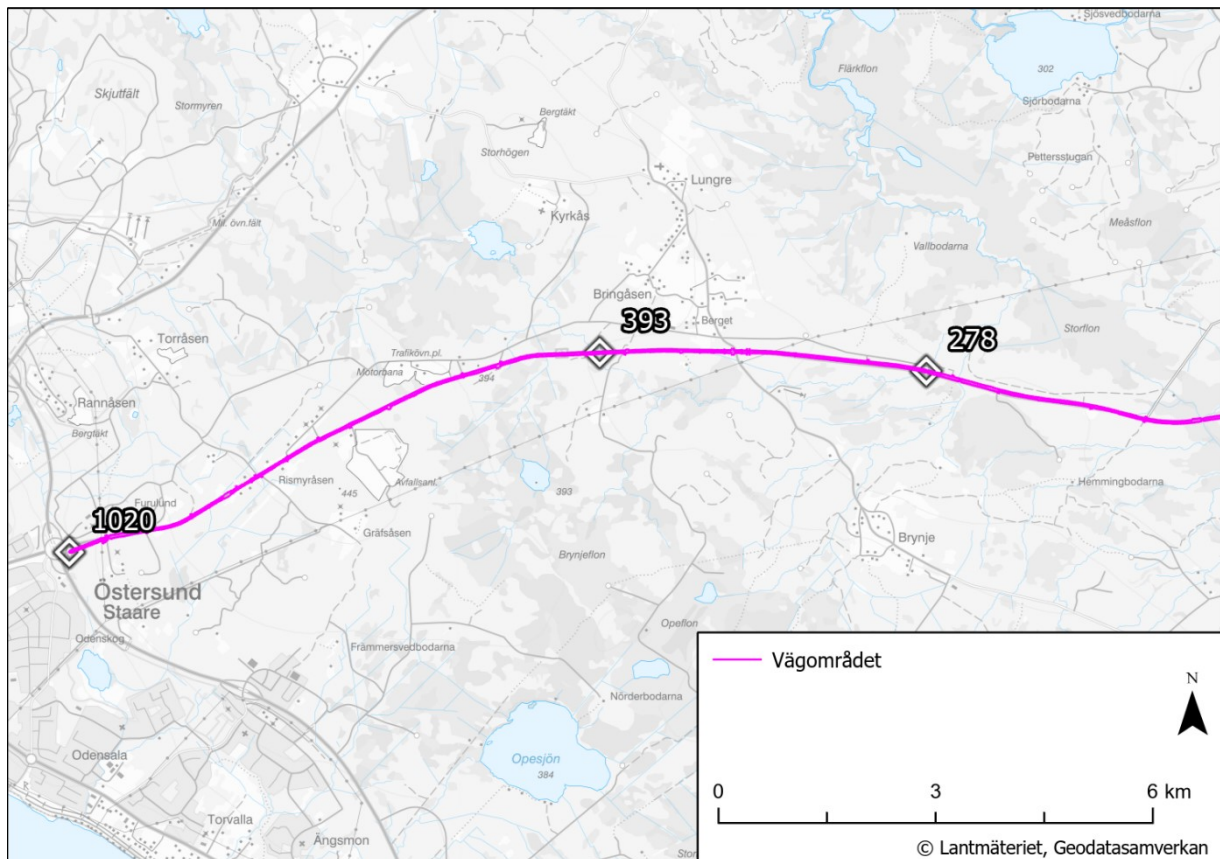 Sjösvedbodarna
Flärkflon
302
Skjutfält
Stormyren
Bergtäkt
Sjörbodarna
Storhögen
Pettersstugan
Lungre
Kyrkås
Mil. övn.fält
Meåsflon
Vallbodarna
Bringåsen
393
Berget
278
Storflon
Torråsen
Trafikövn.pl.
Motorbana
394
Rannåsen
Bergtäkt
Rismyråsen
445
Avfallsanl.
393
Hemmingbodarna
Furulund
1020
Gräfsåsen
Brynje
Brynjeflon
Östersund
Staare
Odenskog
Opeflon
Främmersvedbodarna
Nörderbodarna
Odensala
Opesjön
384
Torvalla
Ängsmon
Stor
Vägområdet
N
0 3 6 km
© Lantmäteriet, Geodatasamverkan